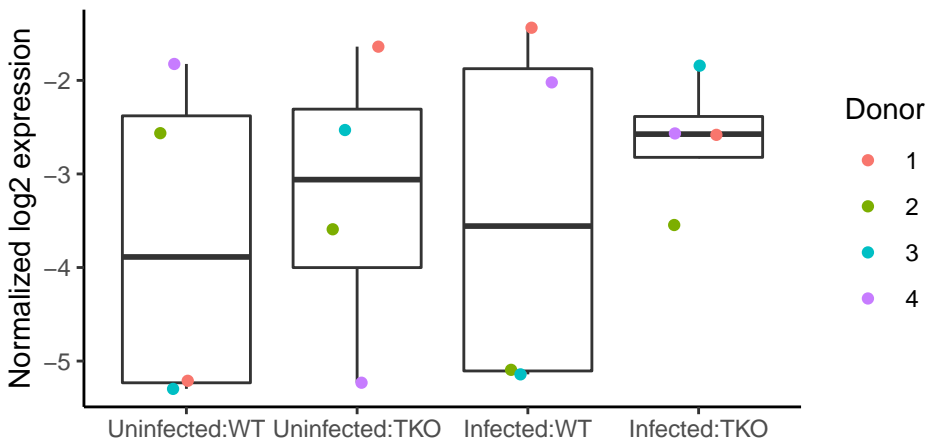 Normalized log2 expression
−2
−3
−4
−5
Uninfected:WT Uninfected:TKO Infected:WT Infected:TKO
Donor
1
2
3
4